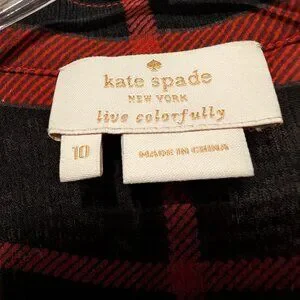 kate spade
NEW YORK
live colorfully
10
MADE IN CHINA